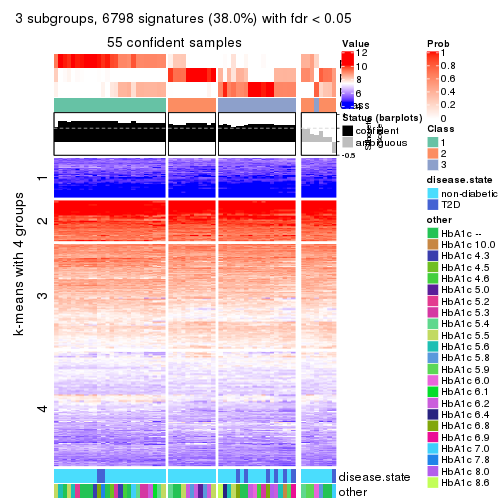 3 subgroups, 6798 signatures (38.0%) with fdr < 0.05
55 confident samples
k-means with 4 groups
1
2
3
4
-0.5
disease.state
other
Value
12
10
8
6
Status (barplots)
confident
ambiguous
Prob
1
0.8
0.6
0.4
0.2
0
Class
1
2
3
disease.state
non-diabetic
T2D
other
HbA1c --
HbA1c 10.0
HbA1c 4.3
HbA1c 4.5
HbA1c 4.6
HbA1c 5.0
HbA1c 5.2
HbA1c 5.3
HbA1c 5.4
HbA1c 5.5
HbA1c 5.6
HbA1c 5.8
HbA1c 5.9
HbA1c 6.0
HbA1c 6.1
HbA1c 6.2
HbA1c 6.4
HbA1c 6.8
HbA1c 6.9
HbA1c 7.0
HbA1c 7.8
HbA1c 8.0
HbA1c 8.6